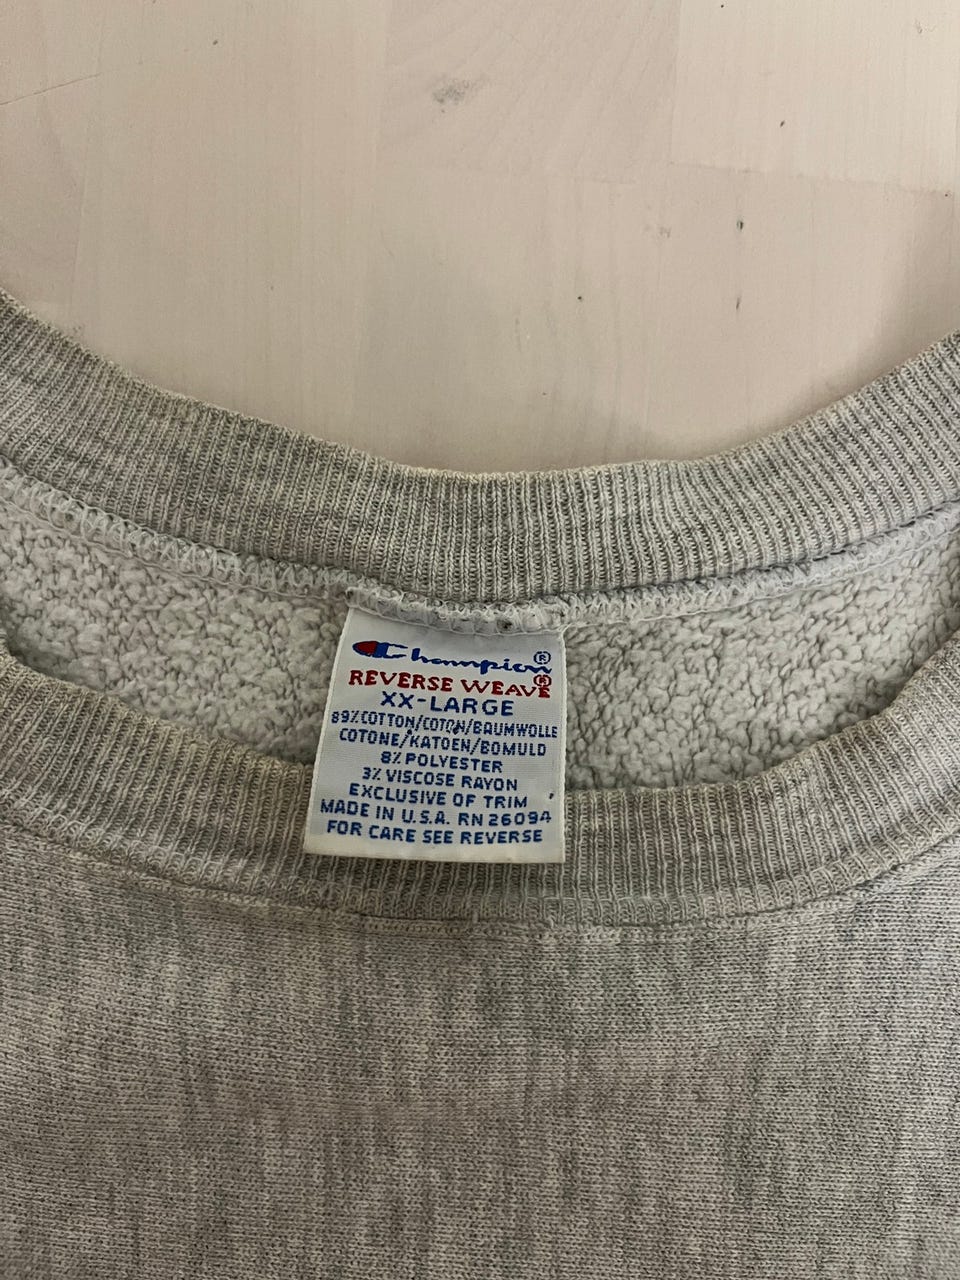 Champion®
REVERSE WEAVE®
XX-LARGE
89% COTTON/COTON/BAUMWOLLE
COTONE/KATOEN/BOMULD
8% POLYESTER
3% VISCOSE RAYON
EXCLUSIVE OF TRIM
MADE IN U.S.A. RN 26094
FOR CARE SEE REVERSE